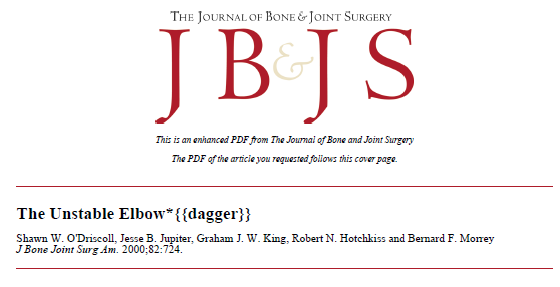 THE JOURNAL OF BONE & JOINT SURGERY
J B & J S
This is an enhanced PDF from The Journal of Bone and Joint Surgery
The PDF of the article you requested follows this cover page.
The Unstable Elbow*{{dagger}}
Shawn W. O'Driscoll, Jesse B. Jupiter, Graham J. W. King, Robert N. Hotchkiss and Bernard F. Morrey
J Bone Joint Surg Am. 2000;82:724.